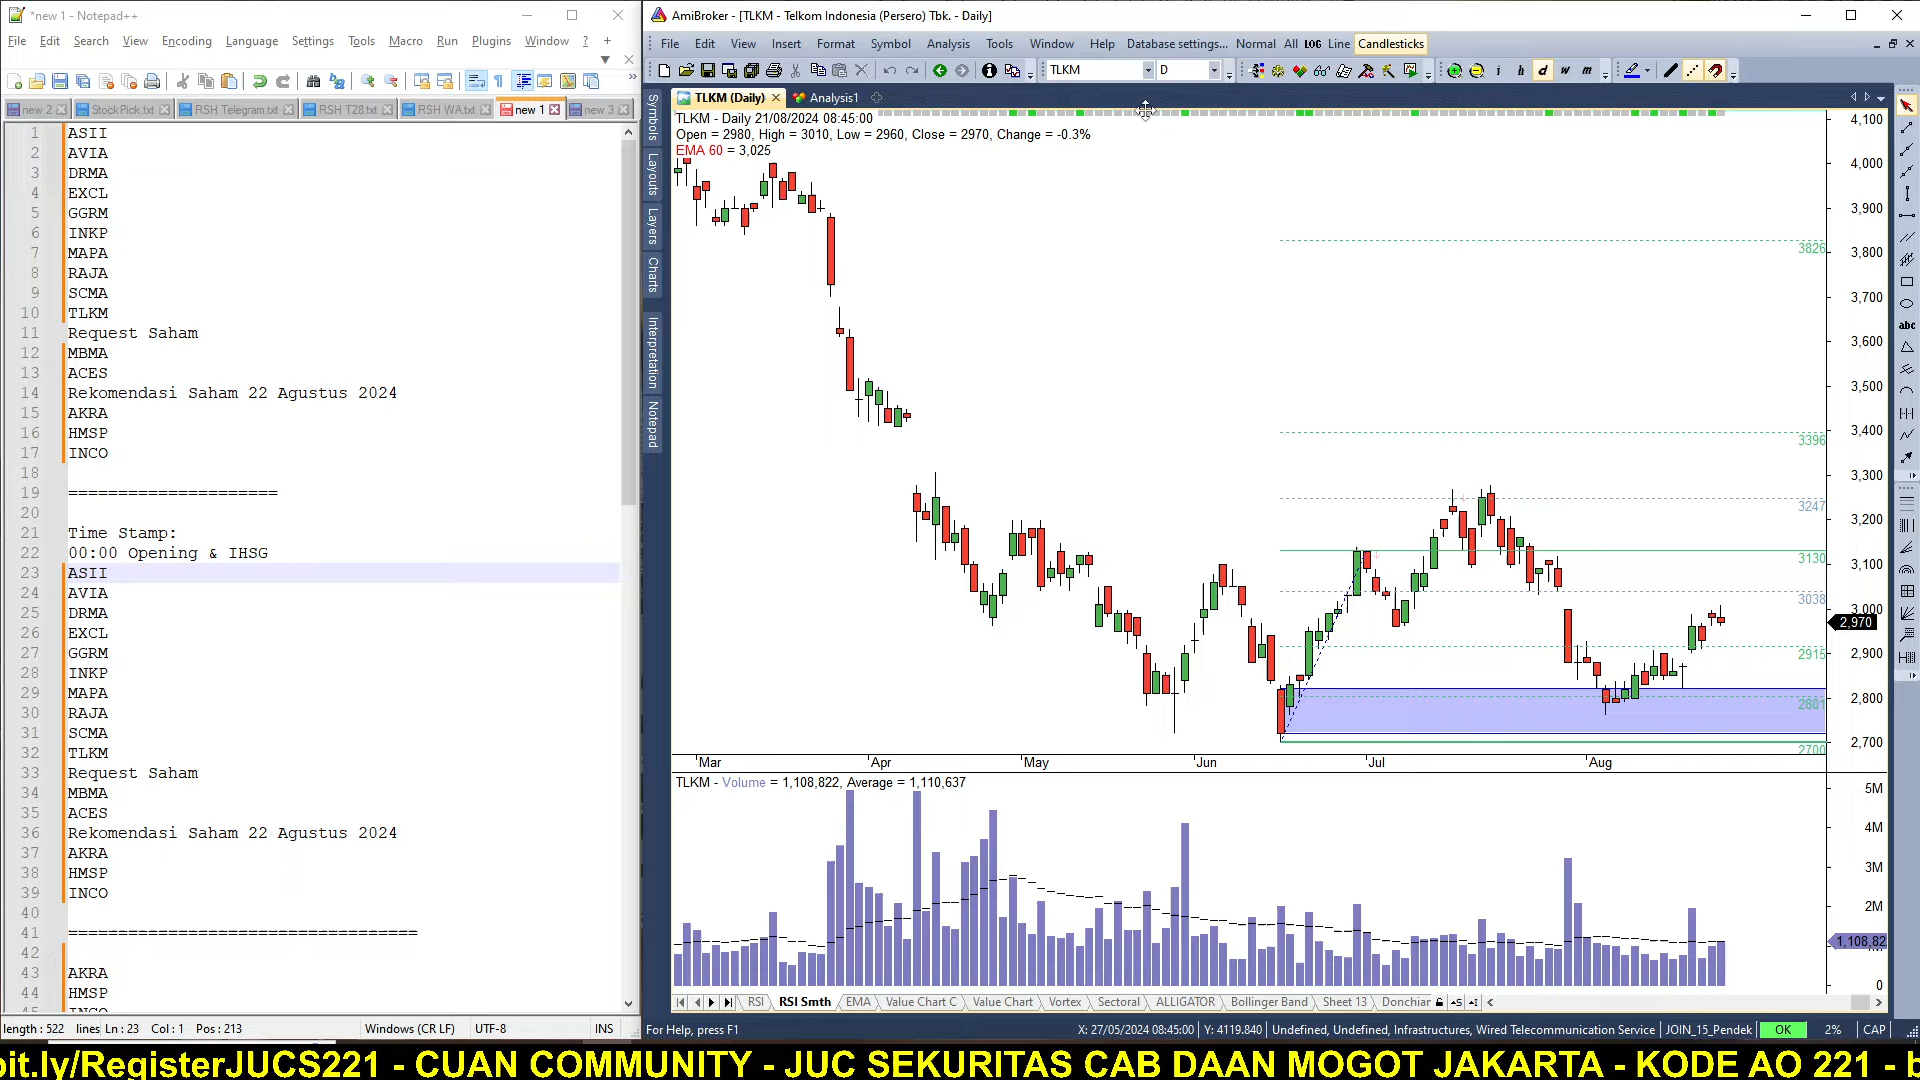 *new 1 - Notepad++
File Edit Search View Encoding Language Settings Tools Macro Run Plugins Window ? +
new 2 StockPick.txt RSH Telegram.txt RSH T28.txt RSH WA.txt new 1 new 3
1 ASII
2 AVIA
3 DRMA
4 EXCL
5 GGRM
6 INKP
7 MAPA
8 RAJA
9 SCMA
10 TLKM
11 Request Saham
12 MBMA
13 ACES
14 Rekomendasi Saham 22 Agustus 2024
15 AKRA
16 HMSP
17 INCO
18
19 =====================
20
21 Time Stamp:
22 00:00 Opening & IHSG
23 ASII
24 AVIA
25 DRMA
26 EXCL
27 GGRM
28 INKP
29 MAPA
30 RAJA
31 SCMA
32 TLKM
33 Request Saham
34 MBMA
35 ACES
36 Rekomendasi Saham 22 Agustus 2024
37 AKRA
38 HMSP
39 INCO
40
41 ===================================
42
43 AKRA
44 HMSP
length : 522 lines Ln : 23 Col : 1 Pos : 213 Windows (CR LF) UTF-8 INS
AmiBroker - [TLKM - Telkom Indonesia (Persero) Tbk. - Daily]
File Edit View Insert Format Symbol Analysis Tools Window Help Database settings... Normal All LOG Line Candlesticks
TLKM D i h d w m
TLKM (Daily) Analysis1
Symbols
Layouts
Layers
Charts
Interpretation
Notepad
abc
TLKM - Daily 21/08/2024 08:45:00
Open = 2980, High = 3010, Low = 2960, Close = 2970, Change = -0.3%
EMA 60 = 3,025
4,100
4,000
3,900
3,800
3,700
3,600
3,500
3,400
3,300
3,200
3,100
3,000
2,970
2,900
2,800
2,700
3826
3396
3247
3130
3038
2915
2801
2700
Mar Apr May Jun Jul Aug
TLKM - Volume = 1,108,822, Average = 1,110,637
5M
4M
3M
2M
1,108,82
0
RSI RSI Smth EMA Value Chart C Value Chart Vortex Sectoral ALLIGATOR Bollinger Band Sheet 13 Donchian
For Help, press F1 X: 27/05/2024 08:45:00 Y: 4119.840 Undefined, Undefined, Infrastructures, Wired Telecommunication Service JOIN_15_Pendek OK 2% CAP
bit.ly/RegisterJUCS221 - CUAN COMMUNITY - JUC SEKURITAS CAB DAAN MOGOT JAKARTA - KODE AO 221 - b